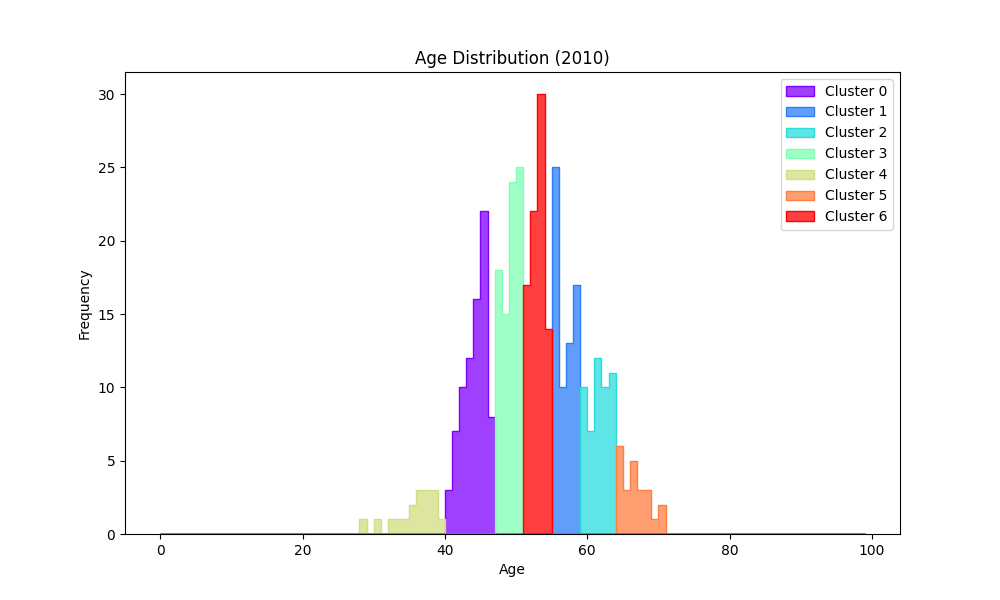 Age Distribution (2010)
Cluster 0
Cluster 1
Cluster 2
Cluster 3
Cluster 4
Cluster 5
Cluster 6
30
25
20
15
10
5
0
Frequency
0 20 40 60 80 100
Age